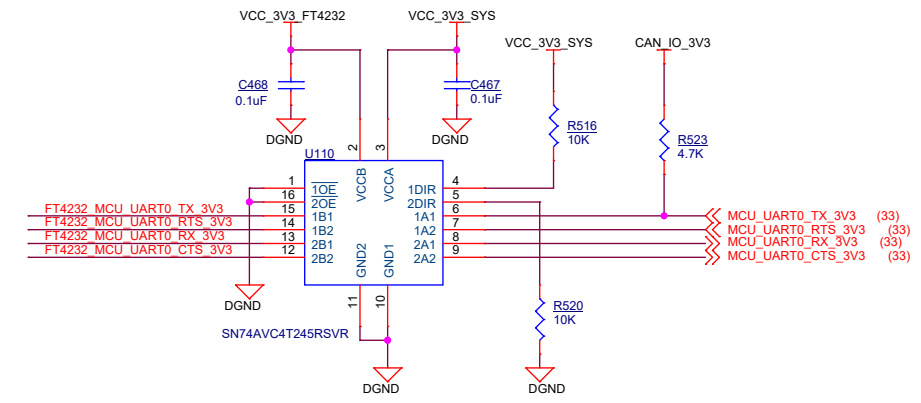 VCC_3V3_FT4232
VCC_3V3_SYS
VCC_3V3_SYS
CAN_IO_3V3
C468
0.1uF
DGND
C467
0.1uF
DGND
R516
10K
R523
4.7K
U110
2
3
VCCB
VCCA
1 1OE
16 2OE
15 1B1
14 1B2
13 2B1
12 2B2
1DIR 4
2DIR 5
1A1 6
1A2 7
2A1 8
2A2 9
GND2
GND1
11
10
FT4232_MCU_UART0_TX_3V3
FT4232_MCU_UART0_RTS_3V3
FT4232_MCU_UART0_RX_3V3
FT4232_MCU_UART0_CTS_3V3
MCU_UART0_TX_3V3 (33)
MCU_UART0_RTS_3V3 (33)
MCU_UART0_RX_3V3 (33)
MCU_UART0_CTS_3V3 (33)
DGND
SN74AVC4T245RSVR
R520
10K
DGND
DGND